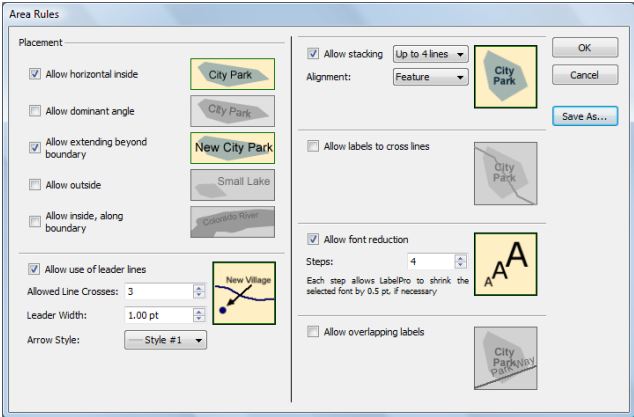 Area Rules
Placement
Allow horizontal inside
City Park
Allow dominant angle
City Park
Allow extending beyond
boundary
New City Park
Allow outside
Small Lake
Allow inside, along
boundary
Colorado River
Allow use of leader lines
New Village
Allowed Line Crosses: 3
Leader Width: 1.00 pt
Arrow Style: Style #1
Allow stacking Up to 4 lines
Alignment: Feature
City
Park
Allow labels to cross lines
City
Park
Allow font reduction
Steps: 4
Each step allows LabelPro to shrink the
selected font by 0.5 pt, if necessary
A A A
Allow overlapping labels
City
Park
Park Way
OK
Cancel
Save As...